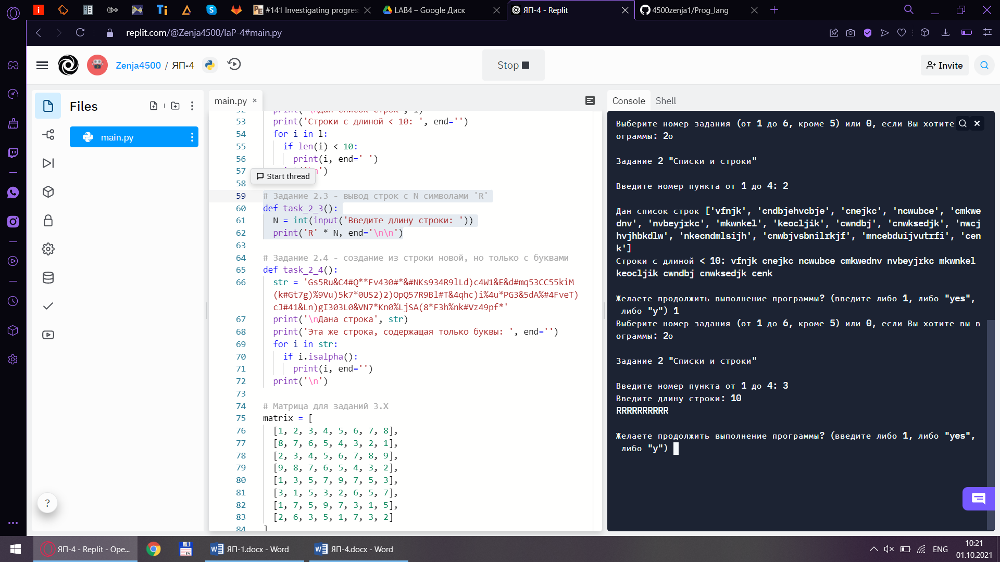 #141 Investigating progres
LAB4 – Google Диск
ЯП-4 - Replit
4500zenja1/Prog_lang
replit.com/@Zenja4500/IaP-4#main.py
Zenja4500 / ЯП-4
Stop
Invite
Files
main.py
main.py
53 print('Строки с длиной < 10: ', end='')
54 for i in l:
55 if len(i) < 10:
56 print(i, end=' ')
57
Start thread
58
59 # Задание 2.3 - вывод строк с N символами 'R'
60 def task_2_3():
61 N = int(input('Введите длину строки: '))
62 print('R' * N, end='\n\n')
63
64 # Задание 2.4 - создание из строки новой, но только с буквами
65 def task_2_4():
66 str = 'Gs5Ru&C4#Q**Fv430#*&#NKs934R9lLd)c4W1&E&d#mq53CC55kiM
(k#Gt7g)%9Vu)5k7*0US2)2)OpQ57R9Bl#T&4qhc)i%4u*PG3&5dA%#4FveT)
cJ#41&Ln)gI303L0&VN7*Kn0%LjSA(8*F3h%nk#Vz49pf*'
67 print('\nДана строка', str)
68 print('Эта же строка, содержащая только буквы: ', end='')
69 for i in str:
70 if i.isalpha():
71 print(i, end='')
72 print('\n')
73
74 # Матрица для заданий 3.X
75 matrix = [
76 [1, 2, 3, 4, 5, 6, 7, 8],
77 [8, 7, 6, 5, 4, 3, 2, 1],
78 [2, 3, 4, 5, 6, 7, 8, 9],
79 [9, 8, 7, 6, 5, 4, 3, 2],
80 [1, 3, 5, 7, 9, 7, 5, 3],
81 [3, 1, 5, 3, 2, 6, 5, 7],
82 [1, 7, 5, 9, 7, 3, 1, 5],
83 [2, 6, 3, 5, 1, 7, 3, 2]
84 ]
Console
Shell
Выберите номер задания (от 1 до 6, кроме 5) или 0, если Вы хотите
ограммы: 2о
Задание 2 "Списки и строки"
Введите номер пункта от 1 до 4: 2
Дан список строк ['vfnjk', 'cndbjehvcbje', 'cnejkc', 'ncwubce', 'cmkwe
dnv', 'nvbeyjrkc', 'mkwnkel', 'keocljik', 'cwndbj', 'cnwksedjk', 'nwcj
hvjhbkdlw', 'nkecndmlsijh', 'cnwbjvsbnilrkjf', 'mncebduijvutrfi', 'cen
k']
Строки с длиной < 10: vfnjk cnejkc ncwubce cmkwednv nvbeyjrkc mkwnkel
keocljik cwndbj cnwksedjk cenk
Желаете продолжить выполнение программы? (введите либо 1, либо "yes",
либо "y") 1
Выберите номер задания (от 1 до 6, кроме 5) или 0, если Вы хотите вы в
ограммы: 2о
Задание 2 "Списки и строки"
Введите номер пункта от 1 до 4: 3
Введите длину строки: 10
RRRRRRRRRR
Желаете продолжить выполнение программы? (введите либо 1, либо "yes",
либо "y")
ЯП-4 - Replit - Ope...
ЯП-1.docx - Word
ЯП-4.docx - Word
ENG
10:21
01.10.2021